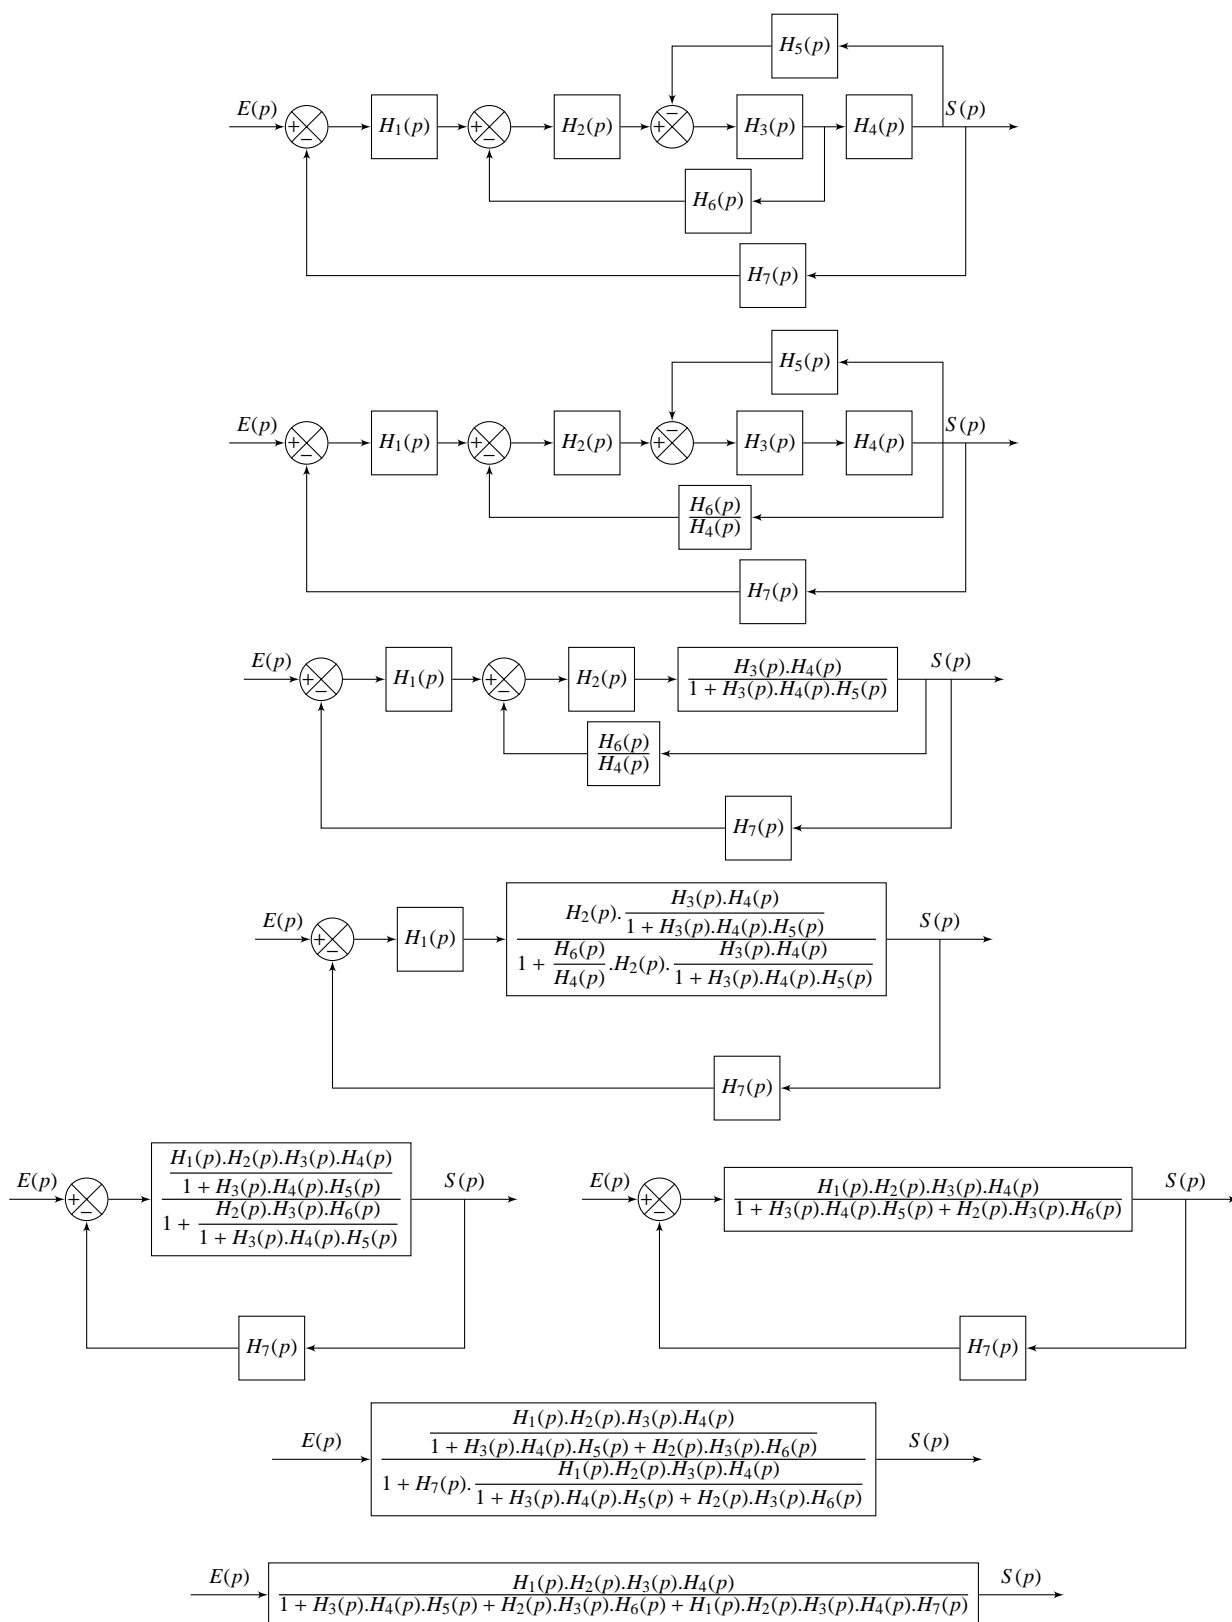 H₅(p)
E(p) + − H₁(p) + − H₂(p) − + H₃(p) H₄(p) S(p)
H₆(p)
H₇(p)
H₅(p)
E(p) + − H₁(p) + − H₂(p) − + H₃(p) H₄(p) S(p)
H₆(p)
H₄(p)
H₇(p)
E(p) + − H₁(p) + − H₂(p) H₃(p).H₄(p) S(p)
1 + H₃(p).H₄(p).H₅(p)
H₆(p)
H₄(p)
H₇(p)
E(p) + − H₁(p) H₂(p). H₃(p).H₄(p) S(p)
1 + H₃(p).H₄(p).H₅(p)
1 + H₆(p) .H₂(p). H₃(p).H₄(p)
H₄(p) 1 + H₃(p).H₄(p).H₅(p)
H₇(p)
E(p) + − H₁(p).H₂(p).H₃(p).H₄(p) S(p)
1 + H₃(p).H₄(p).H₅(p)
1 + H₂(p).H₃(p).H₆(p)
1 + H₃(p).H₄(p).H₅(p)
H₇(p)
E(p) + − H₁(p).H₂(p).H₃(p).H₄(p) S(p)
1 + H₃(p).H₄(p).H₅(p) + H₂(p).H₃(p).H₆(p)
H₇(p)
E(p) H₁(p).H₂(p).H₃(p).H₄(p) S(p)
1 + H₃(p).H₄(p).H₅(p) + H₂(p).H₃(p).H₆(p)
1 + H₇(p). H₁(p).H₂(p).H₃(p).H₄(p)
1 + H₃(p).H₄(p).H₅(p) + H₂(p).H₃(p).H₆(p)
E(p) H₁(p).H₂(p).H₃(p).H₄(p) S(p)
1 + H₃(p).H₄(p).H₅(p) + H₂(p).H₃(p).H₆(p) + H₁(p).H₂(p).H₃(p).H₄(p).H₇(p)